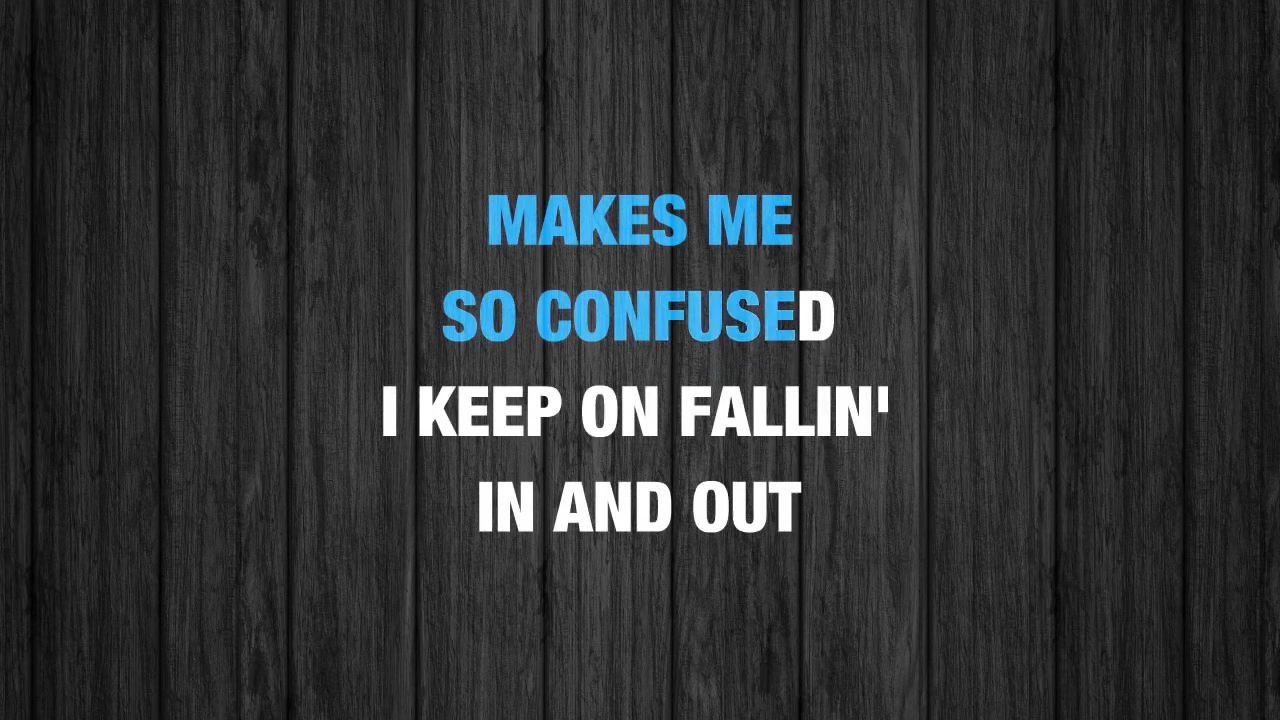 MAKES ME
SO CONFUSED
I KEEP ON FALLIN'
IN AND OUT